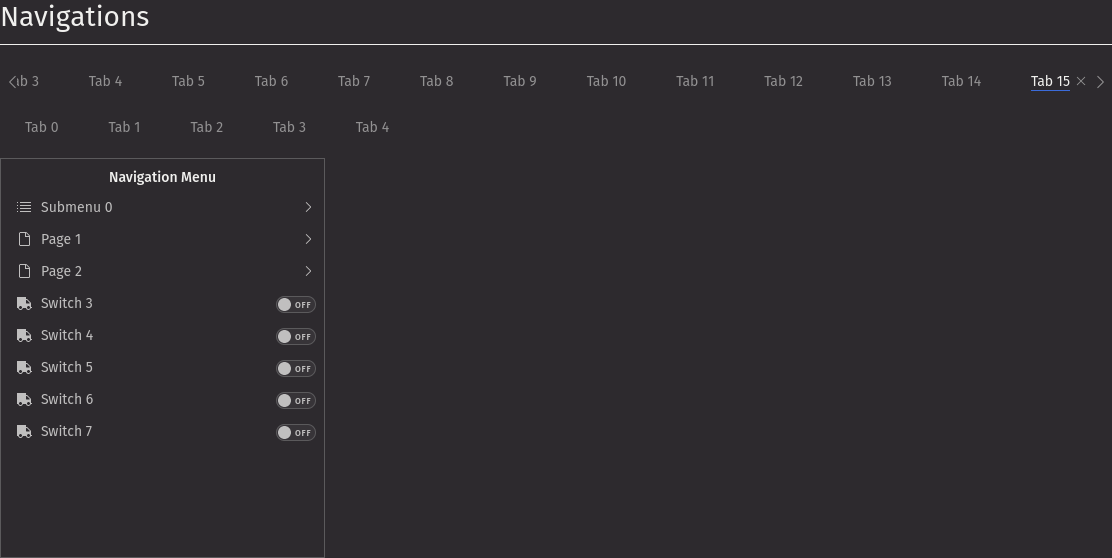 Navigations
Tab 4 Tab 5 Tab 6 Tab 7 Tab 8 Tab 9 Tab 10 Tab 11 Tab 12 Tab 13 Tab 14 Tab 15
Tab 0 Tab 1 Tab 2 Tab 3 Tab 4
Navigation Menu
Submenu 0
Page 1
Page 2
Switch 3 OFF
Switch 4 OFF
Switch 5 OFF
Switch 6 OFF
Switch 7 OFF